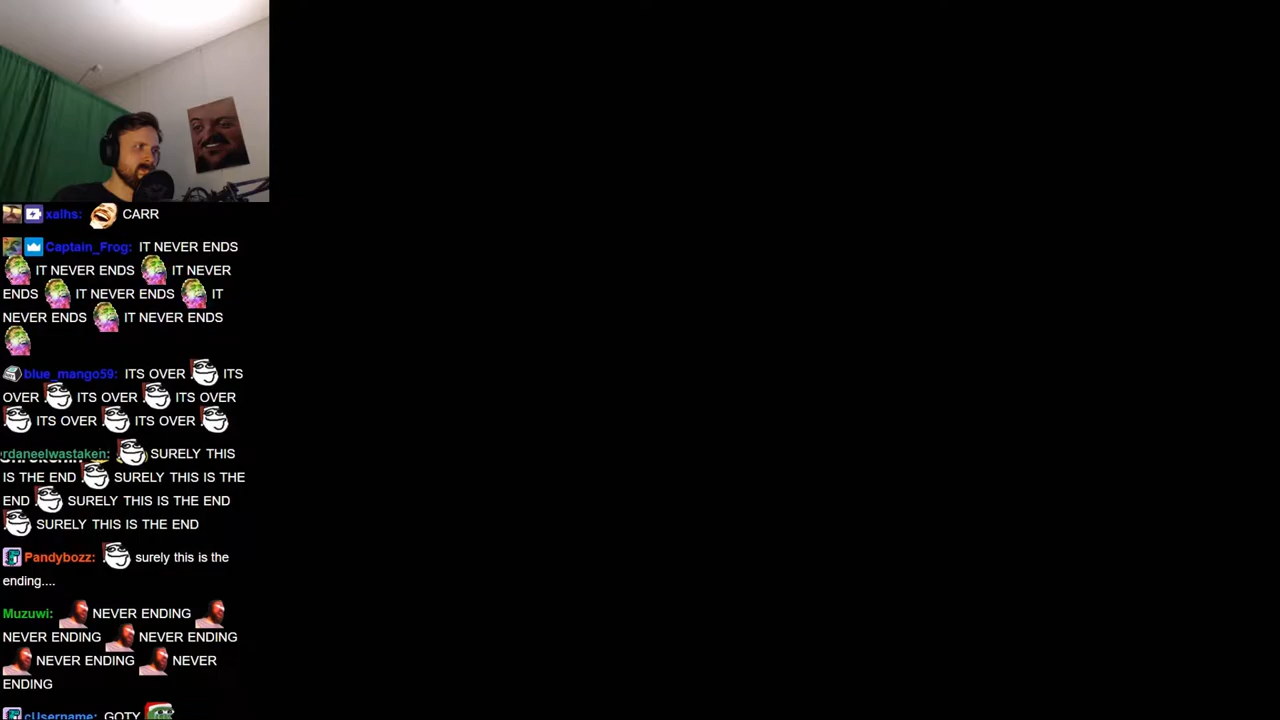 xalhs: CARR
Captain_Frog: IT NEVER ENDS
IT NEVER ENDS IT NEVER
ENDS IT NEVER ENDS IT
NEVER ENDS IT NEVER ENDS
blue_mango59: ITS OVER ITS
OVER ITS OVER ITS OVER
ITS OVER ITS OVER
rdaneelwastaken: SURELY THIS
IS THE END SURELY THIS IS THE
END SURELY THIS IS THE END
SURELY THIS IS THE END
Pandybozz: surely this is the
ending....
Muzuwi: NEVER ENDING
NEVER ENDING NEVER ENDING
NEVER ENDING NEVER
ENDING
cUsername: GOTY